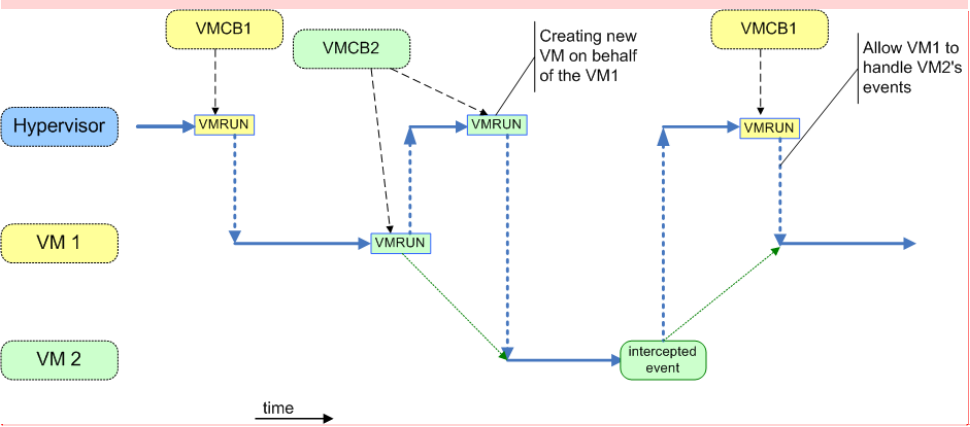 VMCB1
VMCB2
Creating new
VM on behalf
of the VM1
VMCB1
Allow VM1 to
handle VM2's
events
Hypervisor
VMRUN
VMRUN
VMRUN
VM 1
VMRUN
VM 2
intercepted
event
time